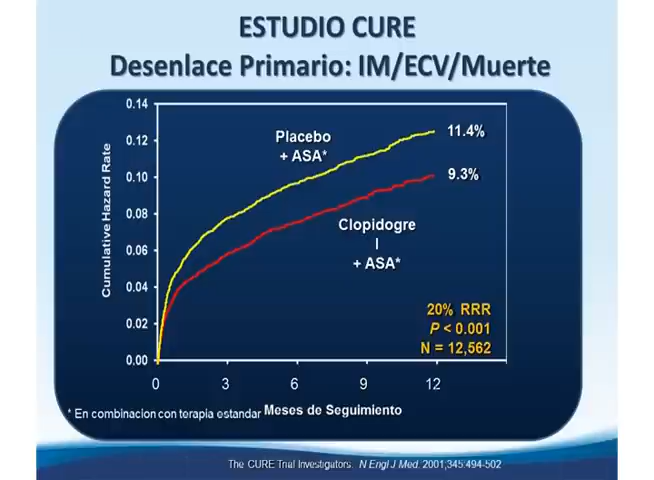 ESTUDIO CURE
Desenlace Primario: IM/ECV/Muerte
0.14
0.12
0.10
0.08
0.06
0.04
0.02
0.00
Cumulative Hazard Rate
Placebo
+ ASA*
11.4%
9.3%
Clopidogre
l
+ ASA*
20% RRR
P < 0.001
N = 12,562
0 3 6 9 12
* En combinacion con terapia estandar Meses de Seguimiento
The CURE Trial Investigators. N Engl J Med. 2001;345:494-502